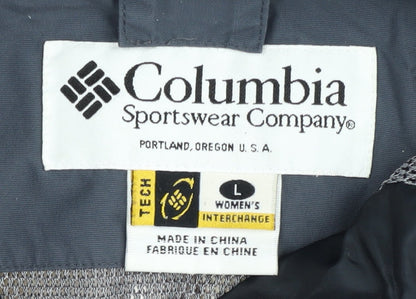 Columbia
Sportswear Company®
PORTLAND, OREGON U.S.A.
TECH
L
WOMEN'S
INTERCHANGE
MADE IN CHINA
FABRIQUE EN CHINE